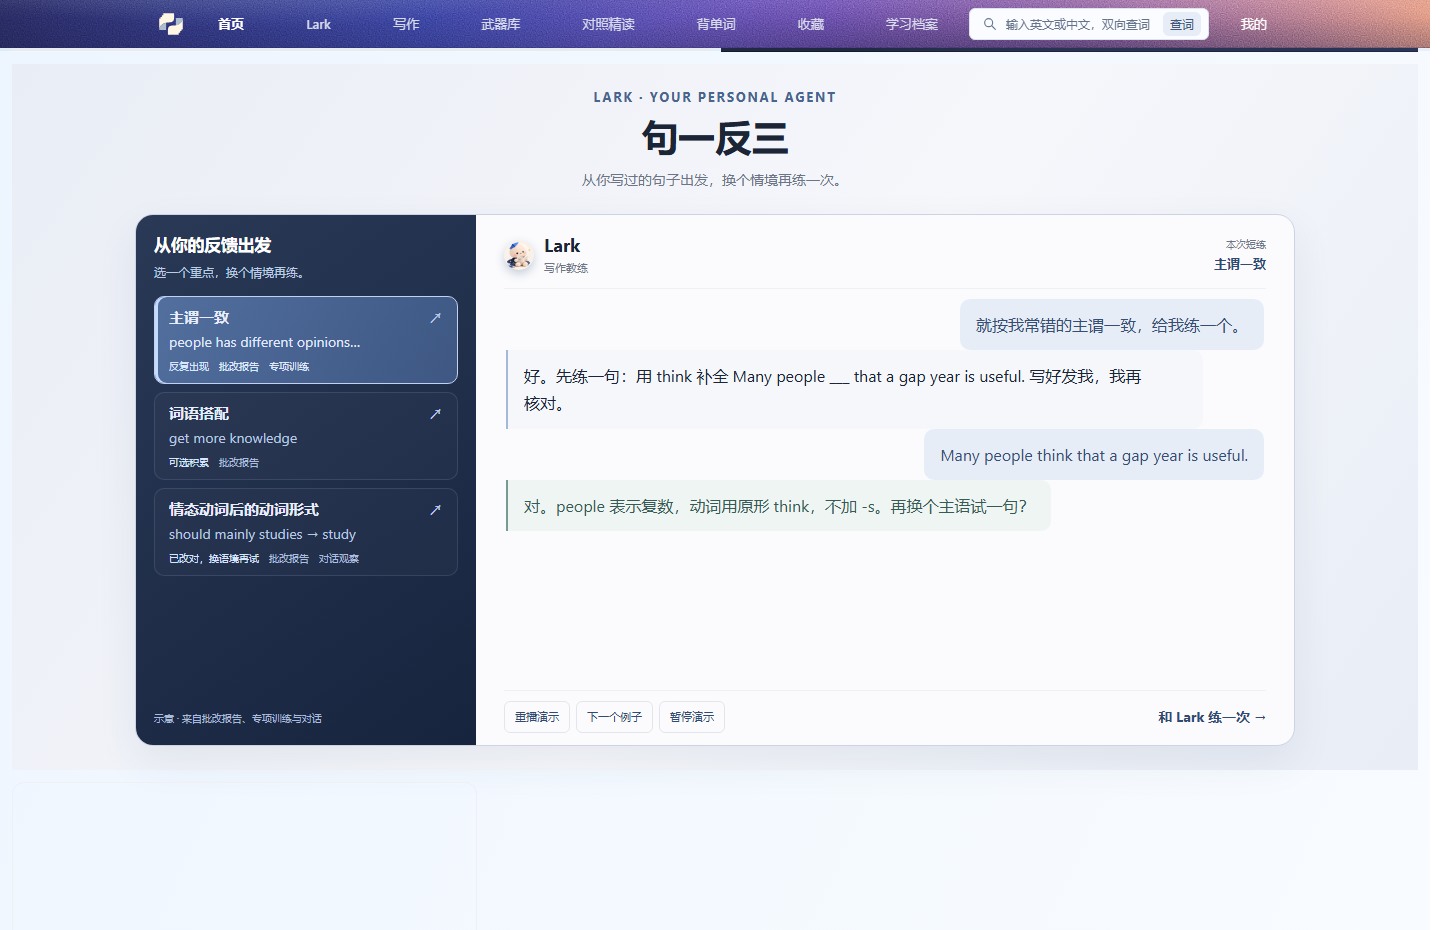 首页
Lark
写作
武器库
对照精读
背单词
收藏
学习档案
输入英文或中文，双向查词
查词
我的
LARK · YOUR PERSONAL AGENT
句一反三
从你写过的句子出发，换个情境再练一次。
从你的反馈出发
选一个重点，换个情境再练。
主谓一致
people has different opinions...
反复出现 批改报告 专项训练
词语搭配
get more knowledge
可选积累 批改报告
情态动词后的动词形式
should mainly studies → study
已改对，换语境再试 批改报告 对话观察
示意 · 来自批改报告、专项训练与对话
Lark
写作教练
本次短练
主谓一致
就按我常错的主谓一致，给我练一个。
好。先练一句：用 think 补全 Many people ___ that a gap year is useful. 写好发我，我再
核对。
Many people think that a gap year is useful.
对。people 表示复数，动词用原形 think，不加 -s。再换个主语试一句？
重播演示
下一个例子
暂停演示
和 Lark 练一次 →